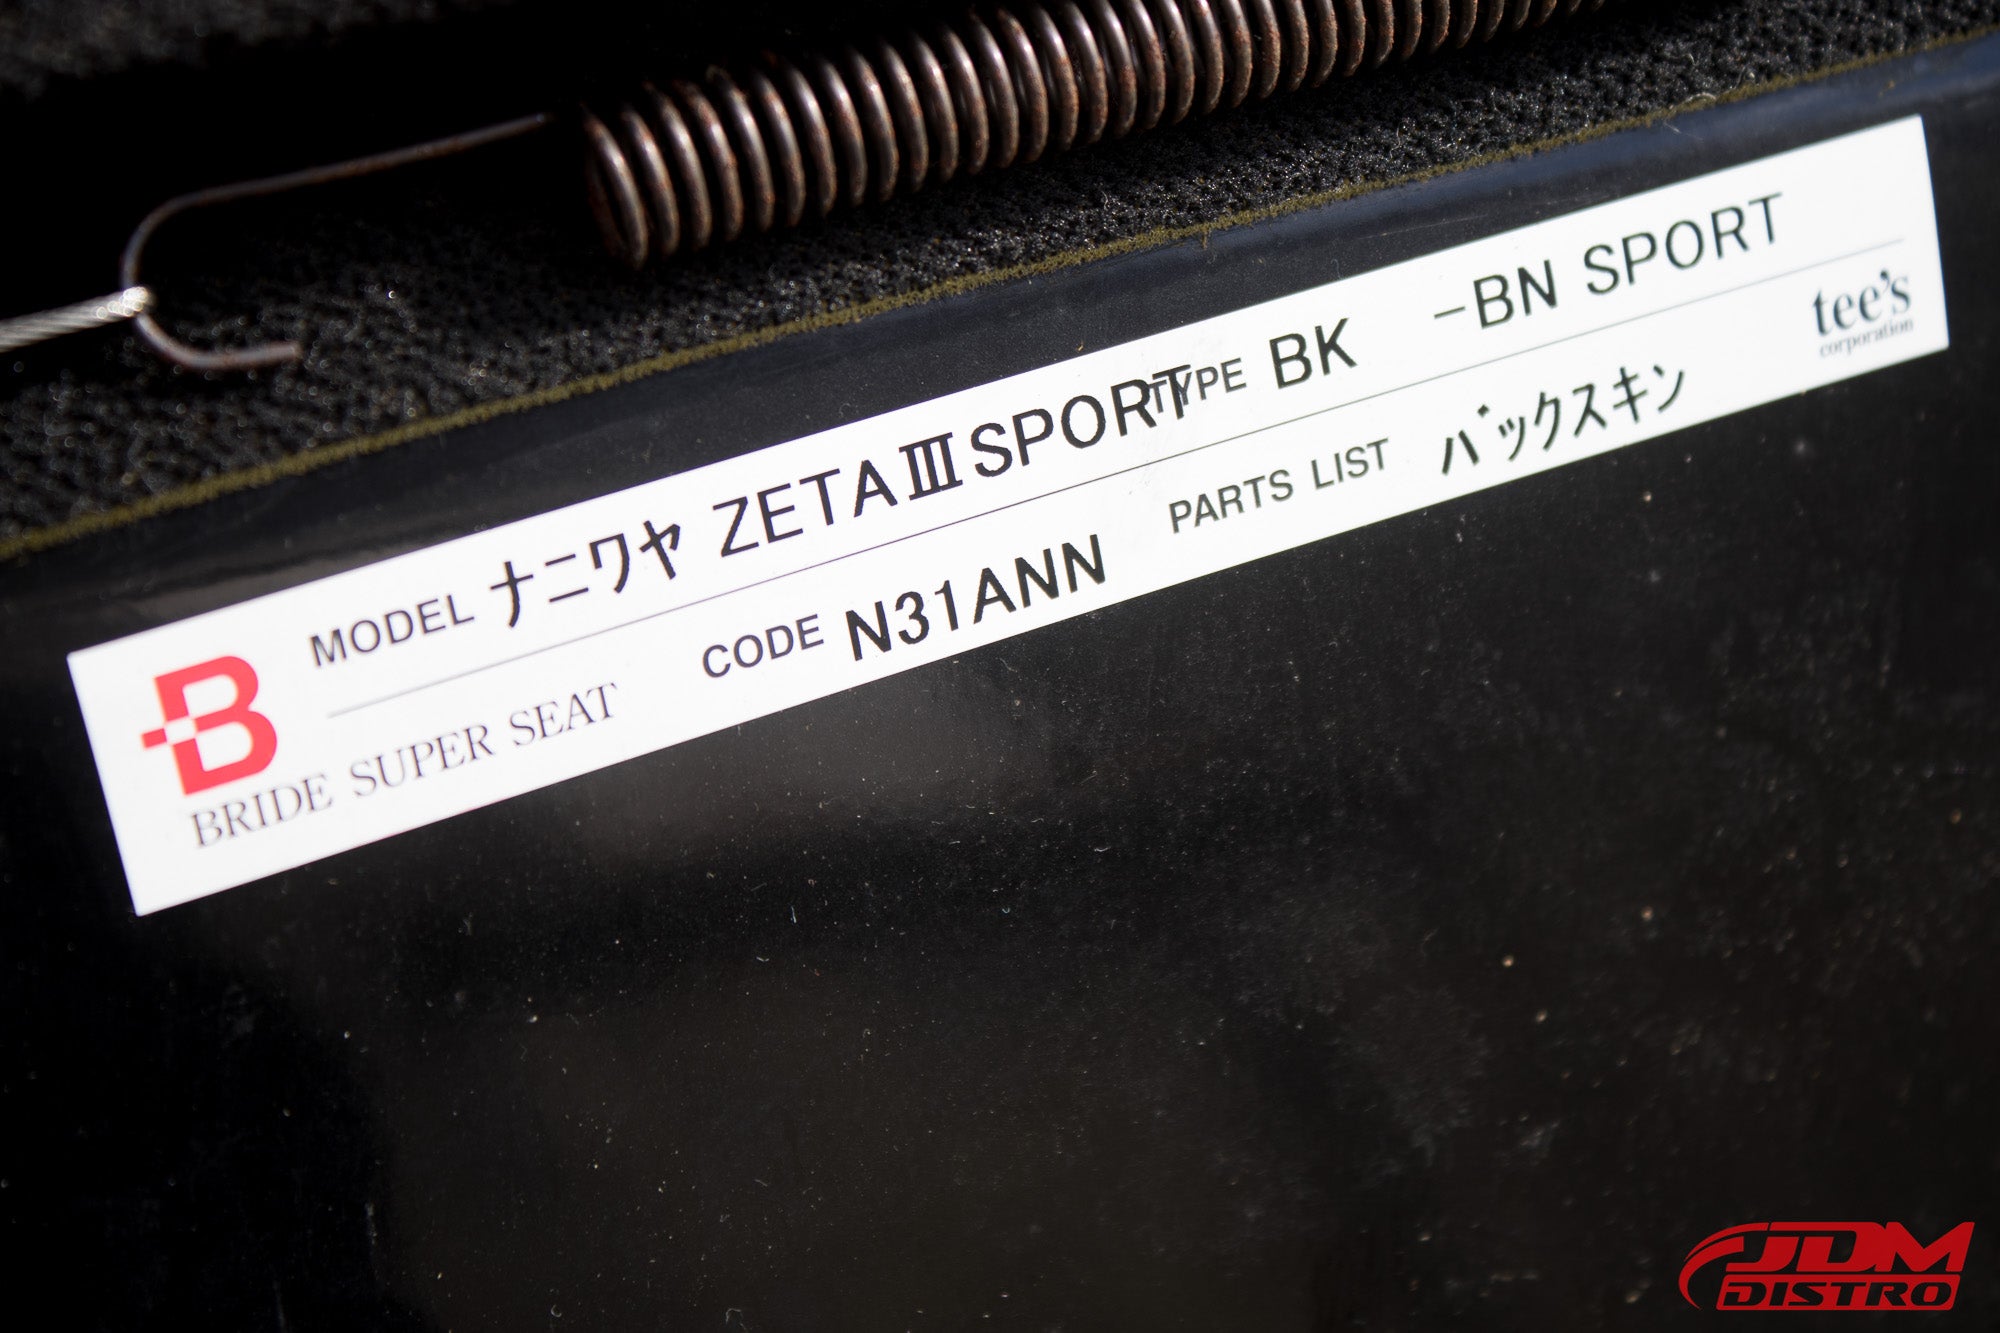 MODEL ﾅﾆﾜﾔ ZETAⅢSPORT TYPE BK -BN SPORT
B
BRIDE SUPER SEAT CODE N31ANN PARTS LIST ﾊﾞｯｸｽｷﾝ
tee's
corporation
JDM
DISTRO